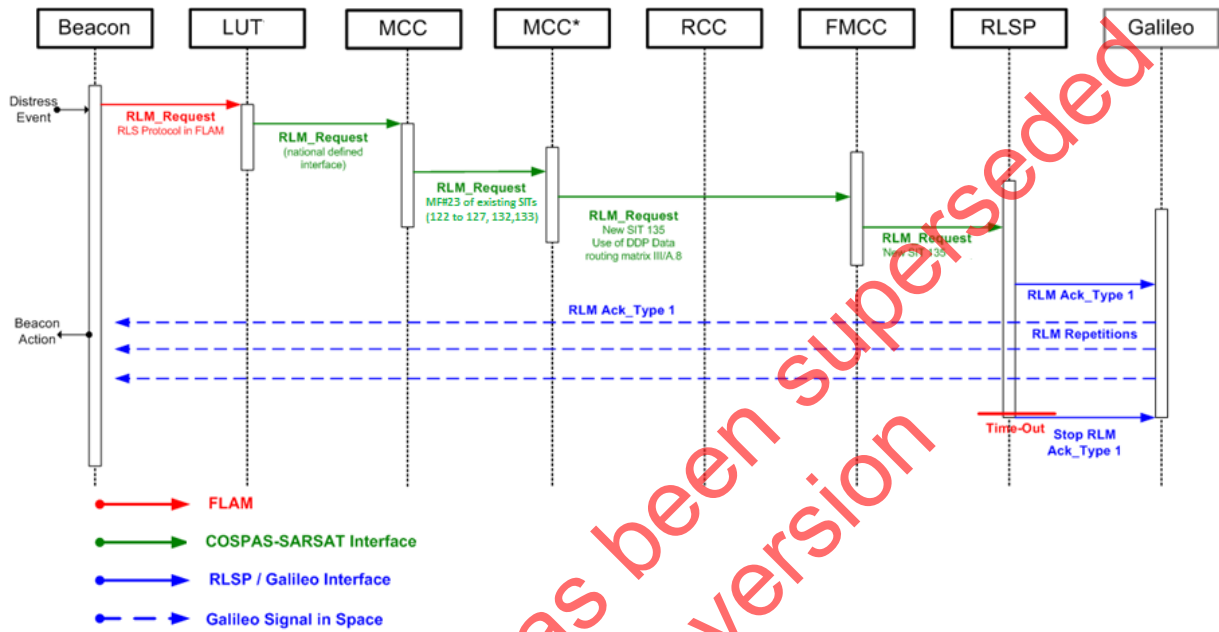 Beacon
LUT
MCC
MCC*
RCC
FMCC
RLSP
Galileo
Distress
Event
RLM_Request
RLS Protocol in FLAM
RLM_Request
(national defined
interface)
RLM_Request
MF#23 of existing SITs
(122 to 127, 132,133)
RLM_Request
New SIT 135
Use of DDP Data
routing matrix III/A.8
RLM_Request
New SIT 135
RLM Ack_Type 1
Beacon
Action
RLM Ack_Type 1
RLM Repetitions
Time-Out
Stop RLM
Ack_Type 1
FLAM
COSPAS-SARSAT Interface
RLSP / Galileo Interface
Galileo Signal in Space
as been superseded
version